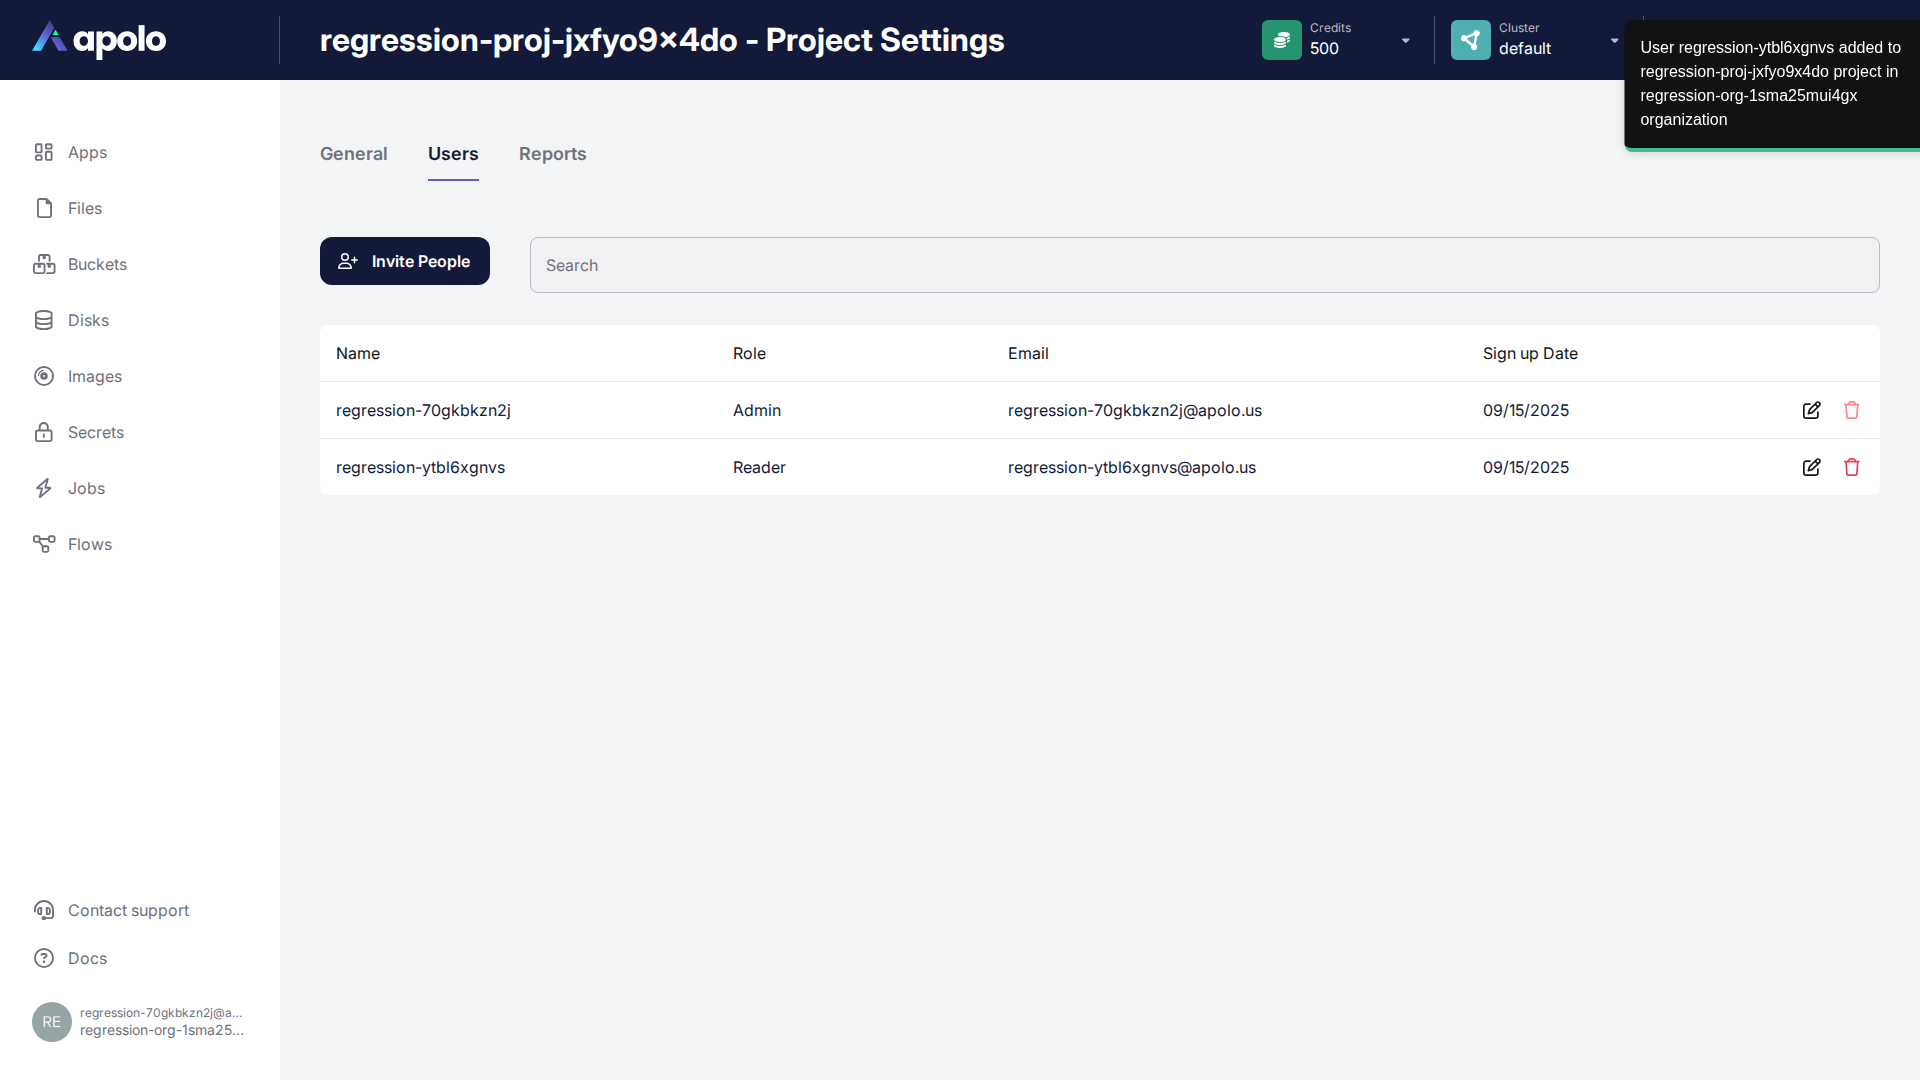 apolo
regression-proj-jxfyo9x4do - Project Settings
Credits
500
Cluster
default
User regression-ytbl6xgnvs added to
regression-proj-jxfyo9x4do project in
regression-org-1sma25mui4gx
organization
Apps
Files
Buckets
Disks
Images
Secrets
Jobs
Flows
General Users Reports
Invite People
Search
Name Role Email Sign up Date
regression-70gkbkzn2j Admin regression-70gkbkzn2j@apolo.us 09/15/2025
regression-ytbl6xgnvs Reader regression-ytbl6xgnvs@apolo.us 09/15/2025
Contact support
Docs
RE
regression-70gkbkzn2j@a...
regression-org-1sma25...